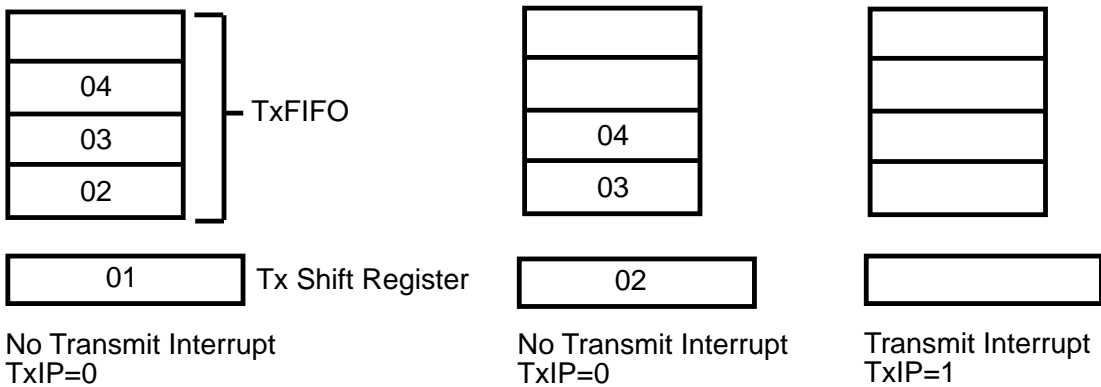 04
03
02
TxFIFO
01
Tx Shift Register
No Transmit Interrupt
TxIP=0
04
03
02
No Transmit Interrupt
TxIP=0
Transmit Interrupt
TxIP=1